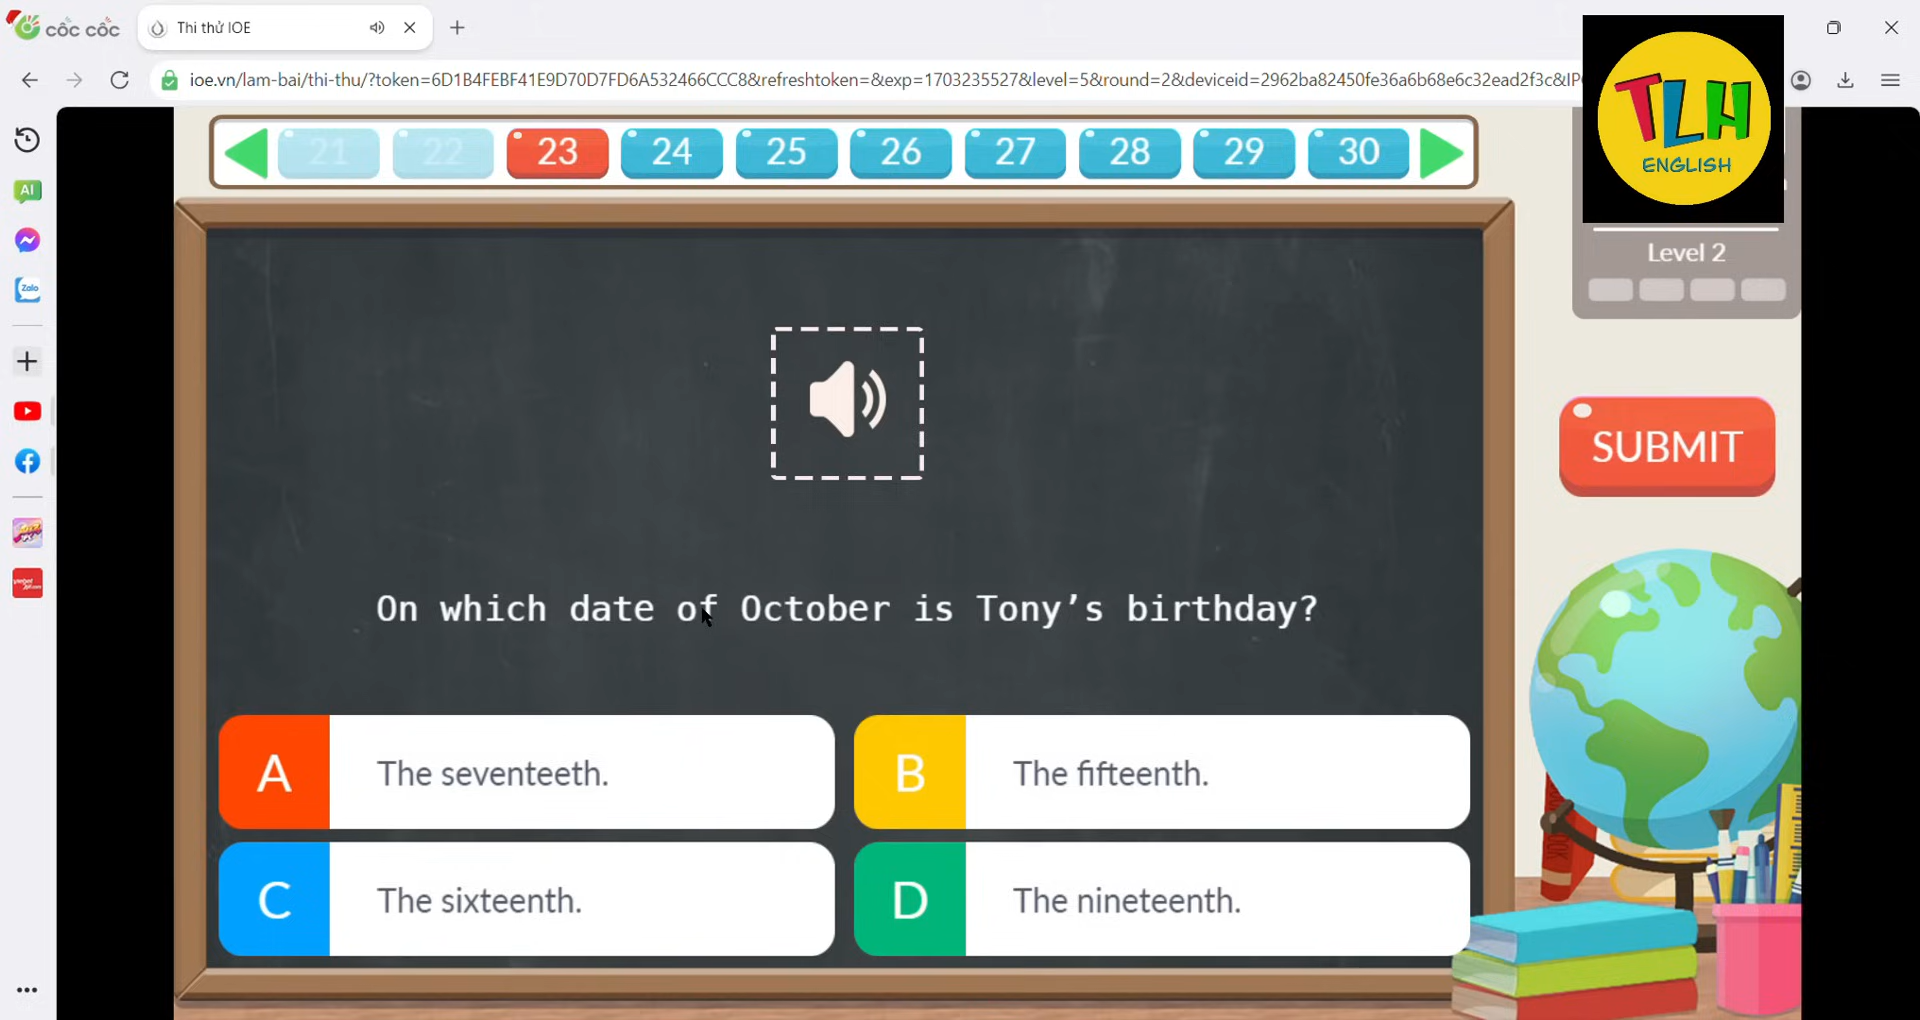 cốc cốc
Thi thử IOE
ioe.vn/lam-bai/thi-thu/?token=6D1B4FEBF41E9D70D7FD6A532466CCC8&refreshtoken=&exp=1703235527&level=5&round=2&deviceid=2962ba82450fe36a6b68e6c32ead2f3c&IP
AI
Zalo
21 22 23 24 25 26 27 28 29 30
TLH
ENGLISH
Level 2
SUBMIT
On which date of October is Tony’s birthday?
A The seventeeth.
B The fifteenth.
C The sixteenth.
D The nineteenth.
BOOK